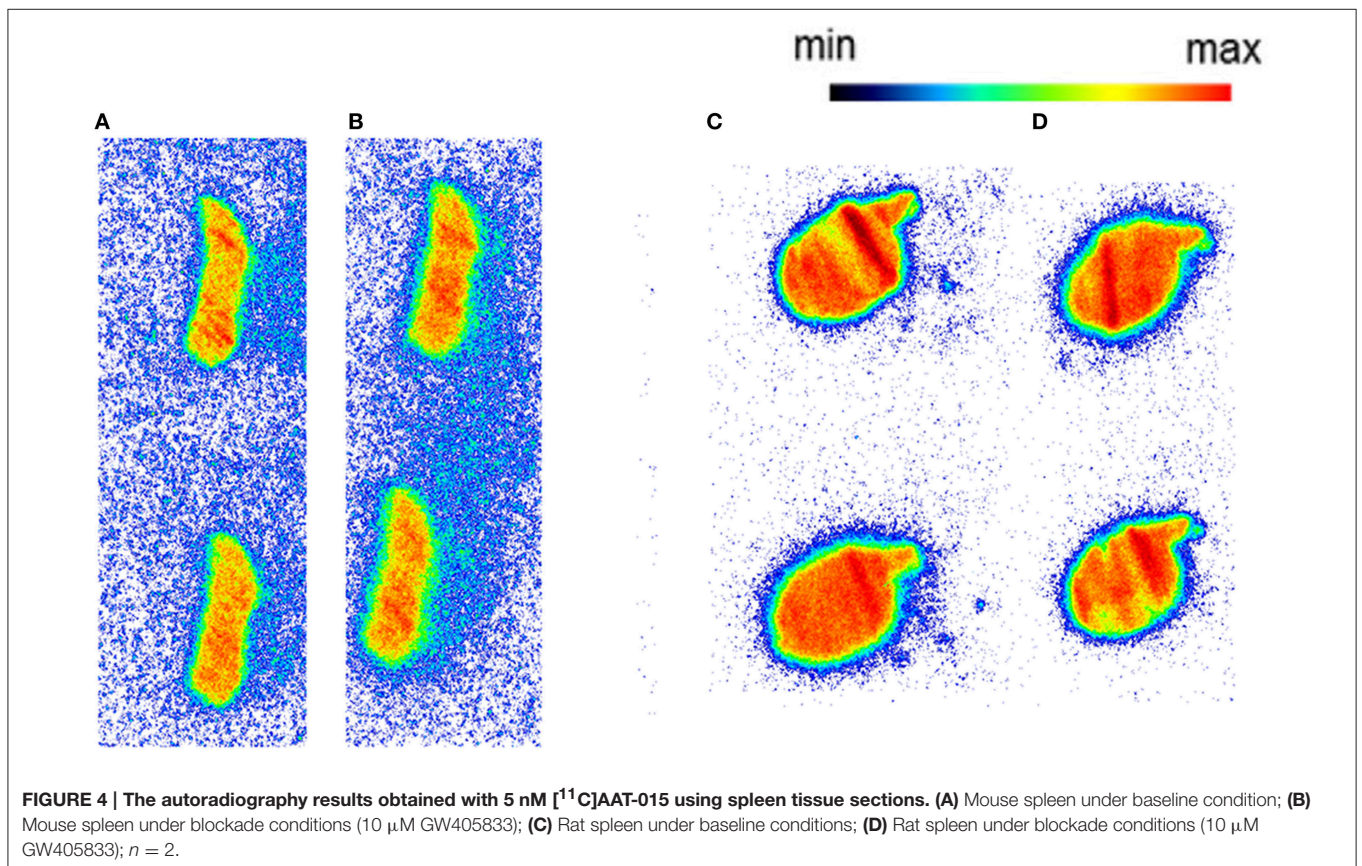 min max
A B C D
FIGURE 4 | The autoradiography results obtained with 5 nM [¹¹C]AAT-015 using spleen tissue sections. (A) Mouse spleen under baseline condition; (B)
Mouse spleen under blockade conditions (10 μM GW405833); (C) Rat spleen under baseline conditions; (D) Rat spleen under blockade conditions (10 μM
GW405833); n = 2.